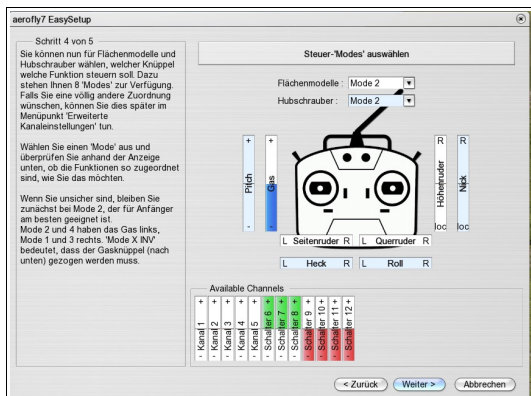 aerofly7 EasySetup
Schritt 4 von 5
Sie können nun für Flächenmodelle und
Hubschrauber wählen, welcher Knüppel
welche Funktion steuern soll. Dazu
stehen Ihnen 8 'Modes' zur Verfügung.
Falls Sie eine völlig andere Zuordnung
wünschen, können Sie dies später im
Menüpunkt 'Erweiterte
Kanaleinstellungen' tun.
Wählen Sie einen 'Mode' aus und
überprüfen Sie anhand der Anzeige
unten, ob die Funktionen so zugeordnet
sind, wie Sie das möchten.
Wenn Sie unsicher sind, bleiben Sie
zunächst bei Mode 2, der für Anfänger
am besten geeignet ist.
Mode 2 und 4 haben das Gas links,
Mode 1 und 3 rechts. 'Mode X INV'
bedeutet, dass der Gasknüppel (nach
unten) gezogen werden muss.
Steuer-'Modes' auswählen
Flächenmodelle : Mode 2
Hubschrauber : Mode 2
- Pitch +
- Gas +
loc Höhenruder R
loc Nick R
L Seitenruder R
L Querruder R
L Heck R
L Roll R
Available Channels
- Kanal 1 +
- Kanal 2 +
- Kanal 3 +
- Kanal 4 +
- Kanal 5 +
- Schalter 6 +
- Schalter 7 +
- Schalter 8 +
- Schalter 9 +
- Schalter 10 +
- Schalter 11 +
- Schalter 12 +
< Zurück
Weiter >
Abbrechen